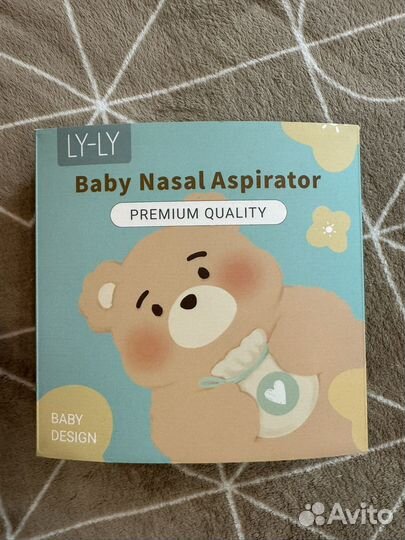 LY-LY
Baby Nasal Aspirator
PREMIUM QUALITY
BABY
DESIGN
Avito